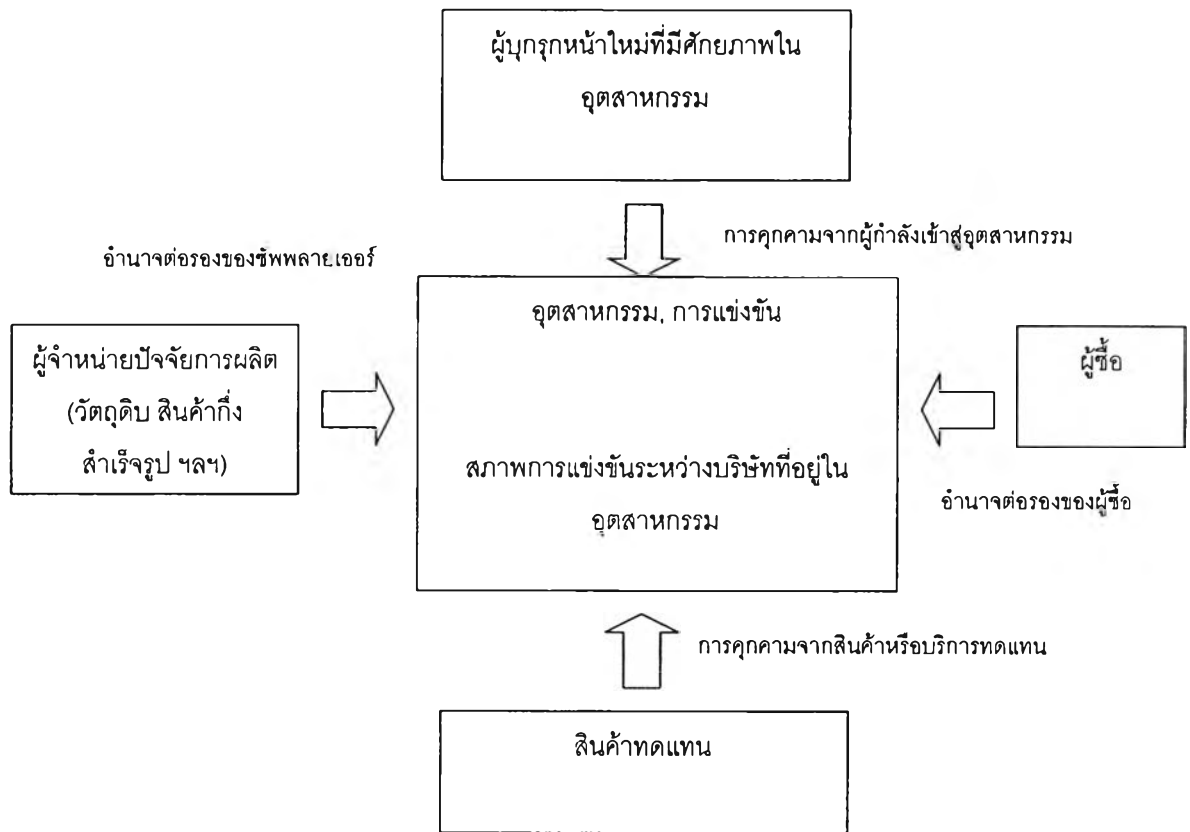 ผู้บุกรุกหน้าใหม่ที่มีศักยภาพใน
อุตสาหกรรม
การคุกคามจากผู้กำลังเข้าสู่อุตสาหกรรม
อำนาจต่อรองของซัพพลายเออร์
อุตสาหกรรม, การแข่งขัน
ผู้จำหน่ายปัจจัยการผลิต
(วัตถุดิบ สินค้ากึ่ง
สำเร็จรูป ฯลฯ)
ผู้ซื้อ
สภาพการแข่งขันระหว่างบริษัทที่อยู่ใน
อุตสาหกรรม
อำนาจต่อรองของผู้ซื้อ
การคุกคามจากสินค้าหรือบริการทดแทน
สินค้าทดแทน